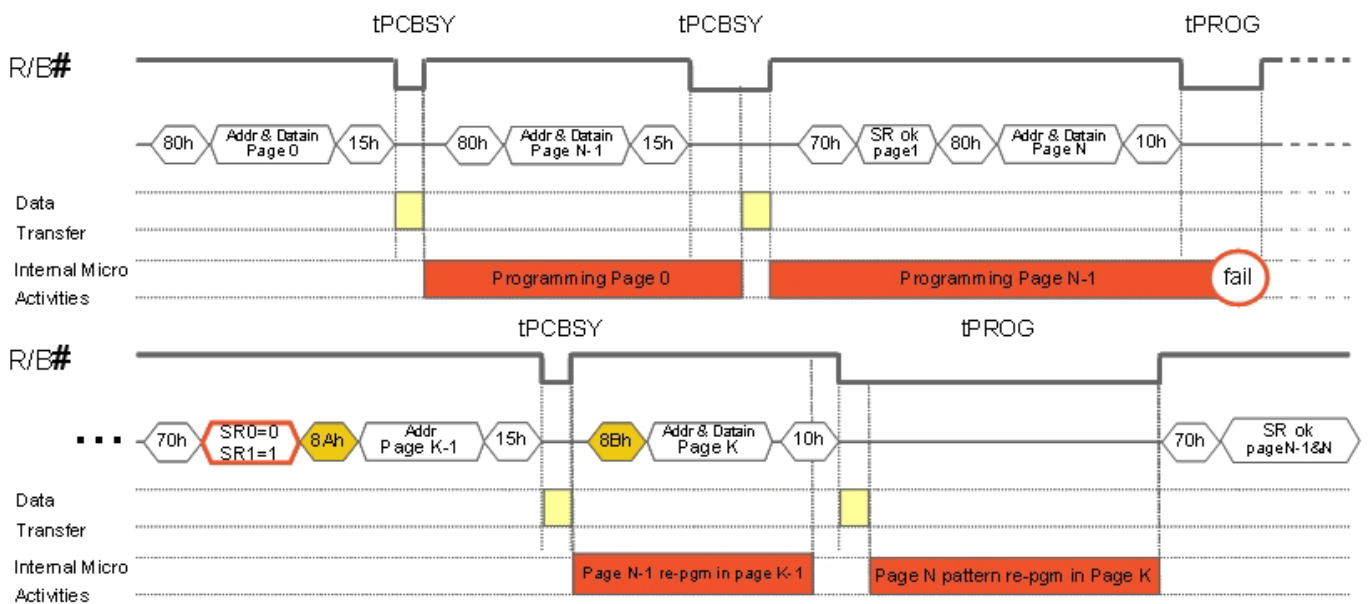 tPCBSY tPCBSY tPROG
R/B#
80h Addr & Datain Page 0 15h 80h Addr & Datain Page N-1 15h 70h SR ok page1 80h Addr & Datain Page N 10h
Data
Transfer
Internal Micro
Activities
Programming Page 0 Programming Page N-1 fail
tPCBSY tPROG
R/B#
... 70h SR0=0 SR1=1 8Ah Addr Page K-1 15h 8Bh Addr & Datain Page K 10h 70h SR ok pageN-1&N
Data
Transfer
Internal Micro
Activities
Page N-1 re-pgm in page K-1 Page N pattern re-pgm in Page K